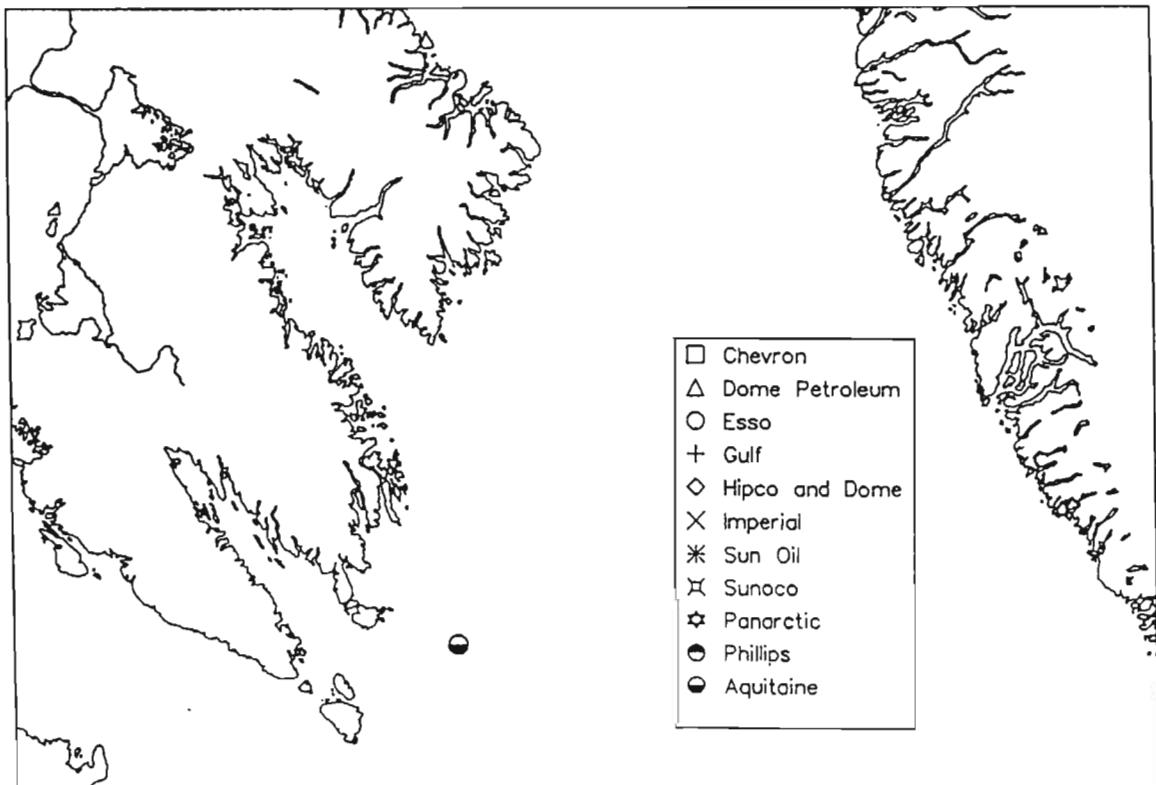 Chevron
Dome Petroleum
Esso
Gulf
Hipco and Dome
Imperial
Sun Oil
Sunoco
Panarctic
Phillips
Aquitaine